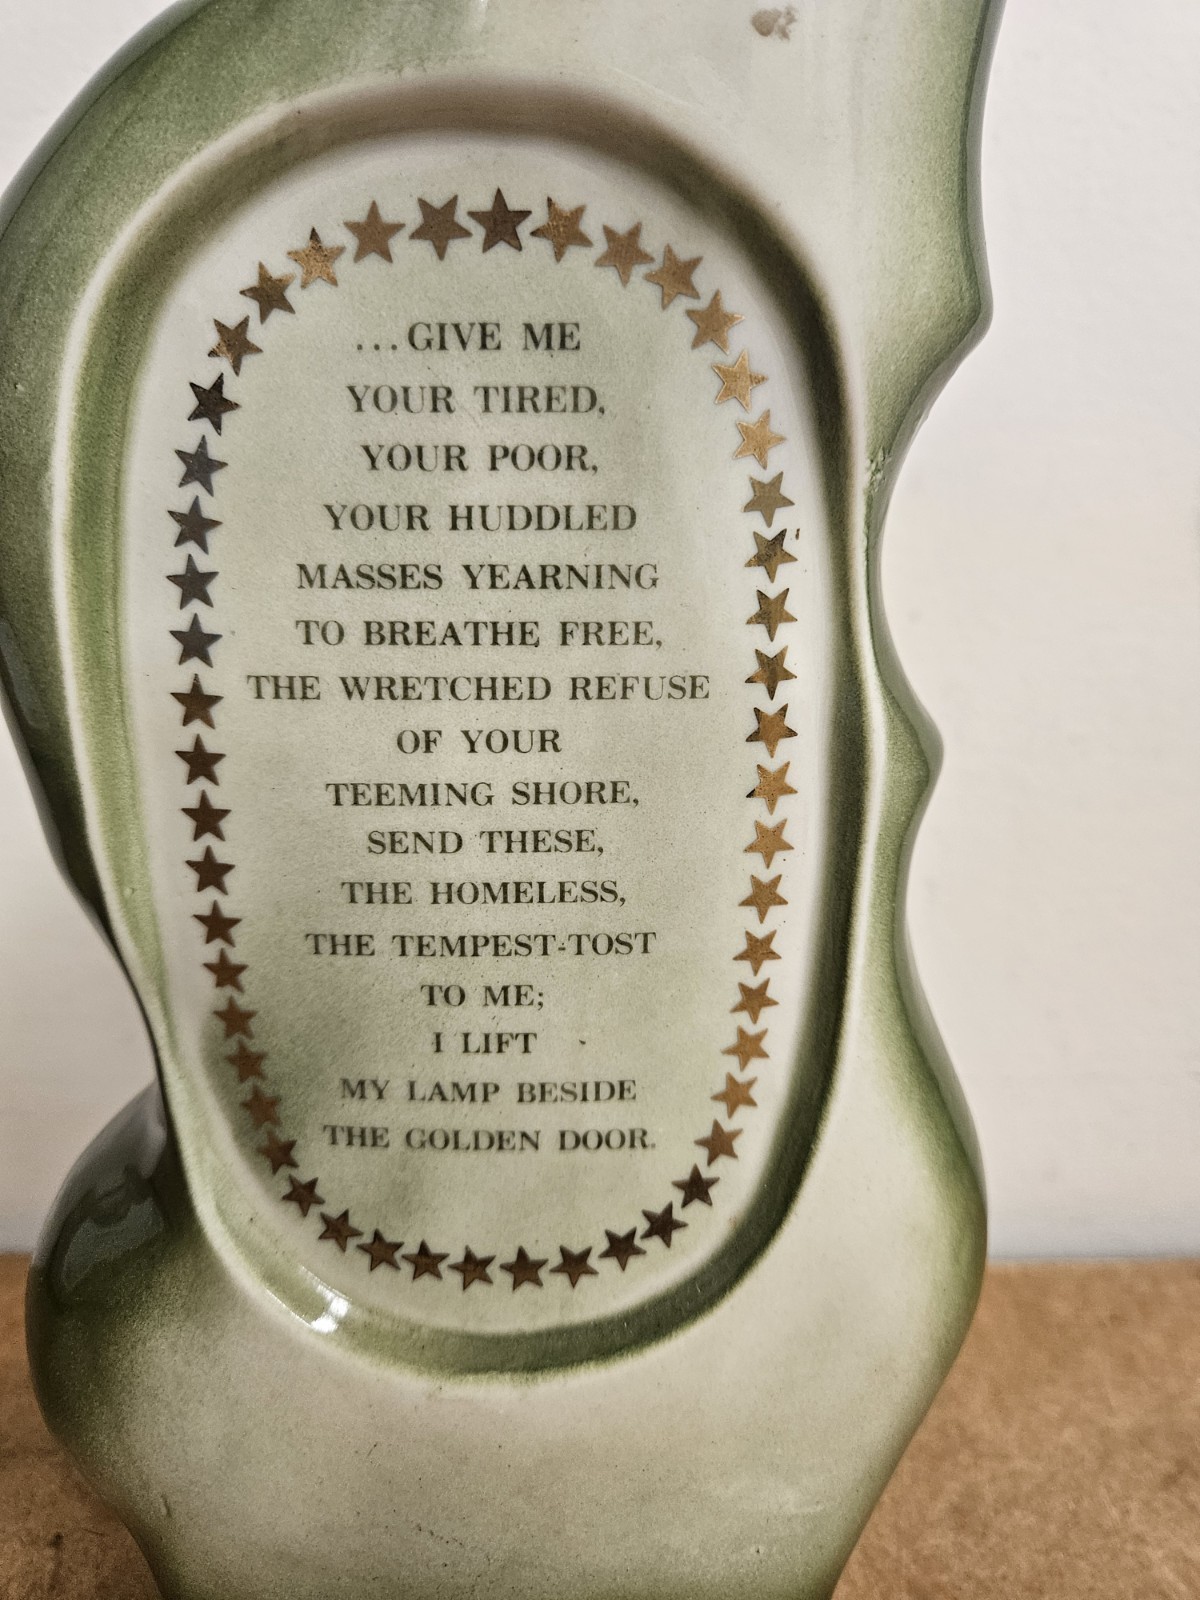 ...GIVE ME
YOUR TIRED,
YOUR POOR,
YOUR HUDDLED
MASSES YEARNING
TO BREATHE FREE,
THE WRETCHED REFUSE
OF YOUR
TEEMING SHORE,
SEND THESE,
THE HOMELESS,
THE TEMPEST-TOST
TO ME;
I LIFT
MY LAMP BESIDE
THE GOLDEN DOOR.